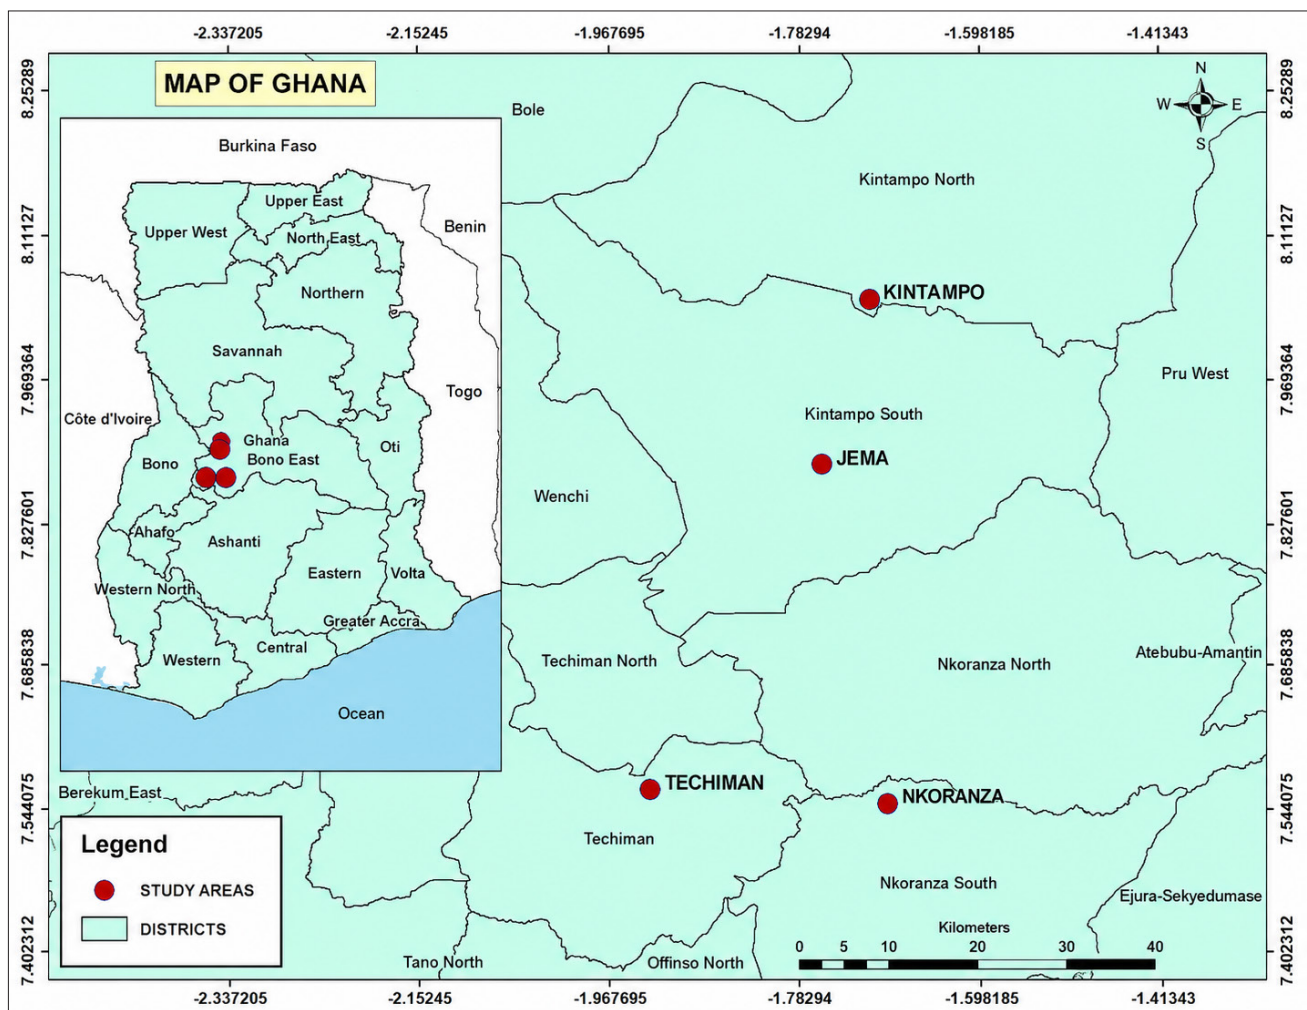 -2.337205 -2.15245 -1.967695 -1.78294 -1.598185 -1.41343
8.25289
8.11127
7.969364
7.827601
7.685838
7.544075
7.402312
MAP OF GHANA
Burkina Faso
Upper East
Upper West
North East
Benin
Northern
Savannah
Togo
Côte d'Ivoire
Ghana
Oti
Bono
Bono East
Ahafo
Ashanti
Eastern
Volta
Western North
Greater Accra
Central
Western
Ocean
N
W E
S
Bole
Kintampo North
KINTAMPO
Pru West
Kintampo South
JEMA
Wenchi
Atebubu-Amantin
Techiman North
Nkoranza North
TECHIMAN
NKORANZA
Berekum East
Techiman
Nkoranza South
Ejura-Sekyedumase
Tano North
Offinso North
Legend
STUDY AREAS
DISTRICTS
Kilometers
0 5 10 20 30 40
8.25289
8.11127
7.969364
7.827601
7.685838
7.544075
7.402312
-2.337205 -2.15245 -1.967695 -1.78294 -1.598185 -1.41343